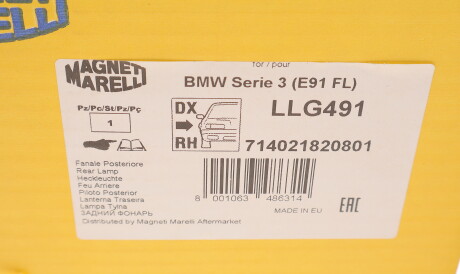 MAGNETI
MARELLI
for / pour
BMW Serie 3 (E91 FL)
Pz/Pc/St/Pz/Pç
1
DX
RH
LLG491
714021820801
Fanale Posteriore
Rear Lamp
Heckleuchte
Feu Arriere
Piloto Posterior
Lanterna Traseira
Lampa Tylna
ЗАДНИЙ ФОНАРЬ
Distributed by Magneti Marelli Aftermarket
8 001063 486314
MADE IN EU
EAC